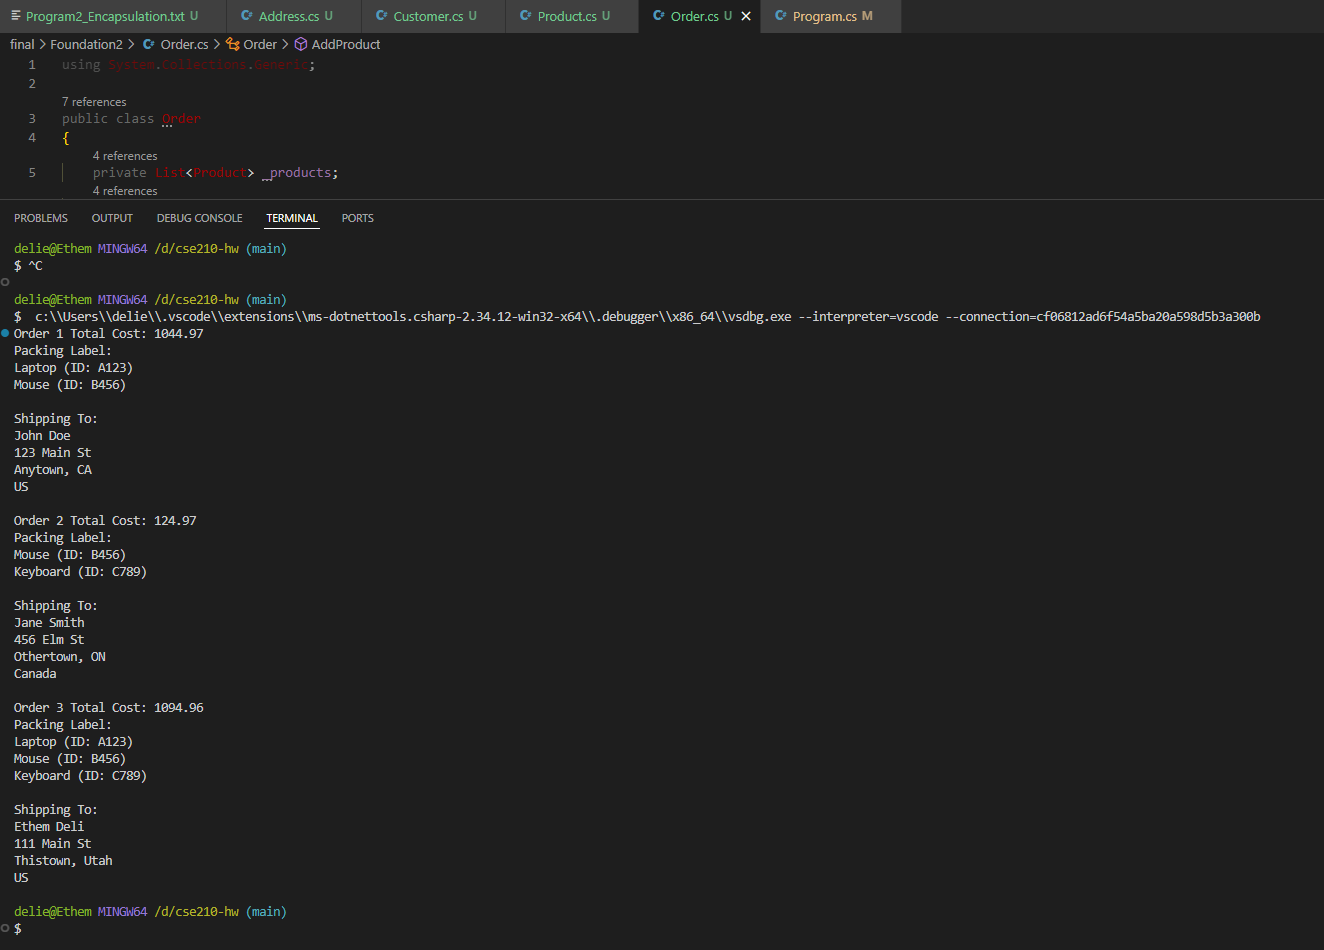 Program2_Encapsulation.txt U Address.cs U Customer.cs U Product.cs U Order.cs U Program.cs M
final > Foundation2 > Order.cs > Order > AddProduct
1 using System.Collections.Generic;
2
7 references
3 public class Order
4 {
4 references
5 private List<Product> _products;
4 references
PROBLEMS OUTPUT DEBUG CONSOLE TERMINAL PORTS
delie@Ethem MINGW64 /d/cse210-hw (main)
$ ^C
delie@Ethem MINGW64 /d/cse210-hw (main)
$  c:\\Users\\delie\\.vscode\\extensions\\ms-dotnettools.csharp-2.34.12-win32-x64\\.debugger\\x86_64\\vsdbg.exe --interpreter=vscode --connection=cf06812ad6f54a5ba20a598d5b3a300b
Order 1 Total Cost: 1044.97
Packing Label:
Laptop (ID: A123)
Mouse (ID: B456)
Shipping To:
John Doe
123 Main St
Anytown, CA
US
Order 2 Total Cost: 124.97
Packing Label:
Mouse (ID: B456)
Keyboard (ID: C789)
Shipping To:
Jane Smith
456 Elm St
Othertown, ON
Canada
Order 3 Total Cost: 1094.96
Packing Label:
Laptop (ID: A123)
Mouse (ID: B456)
Keyboard (ID: C789)
Shipping To:
Ethem Deli
111 Main St
Thistown, Utah
US
delie@Ethem MINGW64 /d/cse210-hw (main)
$